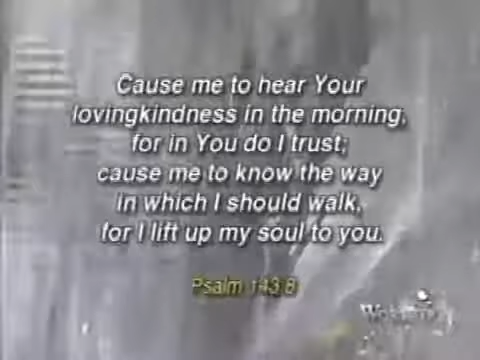 Cause me to hear Your
lovingkindness in the morning,
for in You do I trust;
cause me to know the way
in which I should walk,
for I lift up my soul to you.
Psalm 143:8